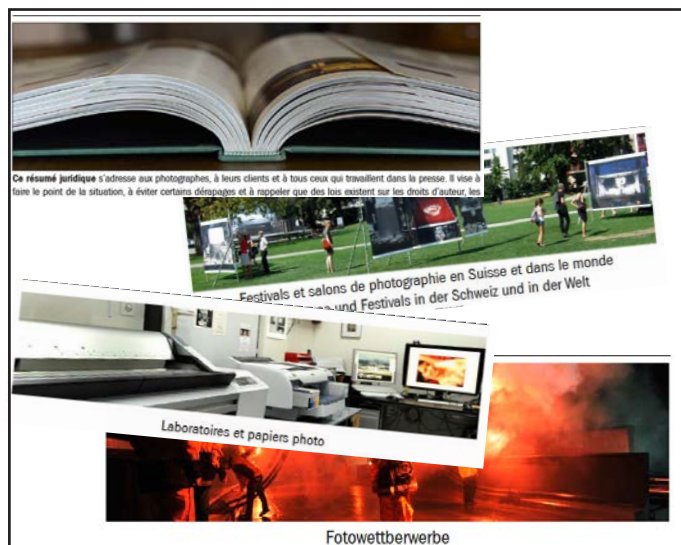 Ce résumé juridique s'adresse aux photographes, à leurs clients et à tous ceux qui travaillent dans la presse. Il vise à
faire le point de la situation, à éviter certains dérapages et à rappeler que des lois existent sur les droits d'auteur, les
Festivals et salons de photographie en Suisse et dans le monde
und Festivals in der Schweiz und in der Welt
Laboratoires et papiers photo
Fotowettberwerbe